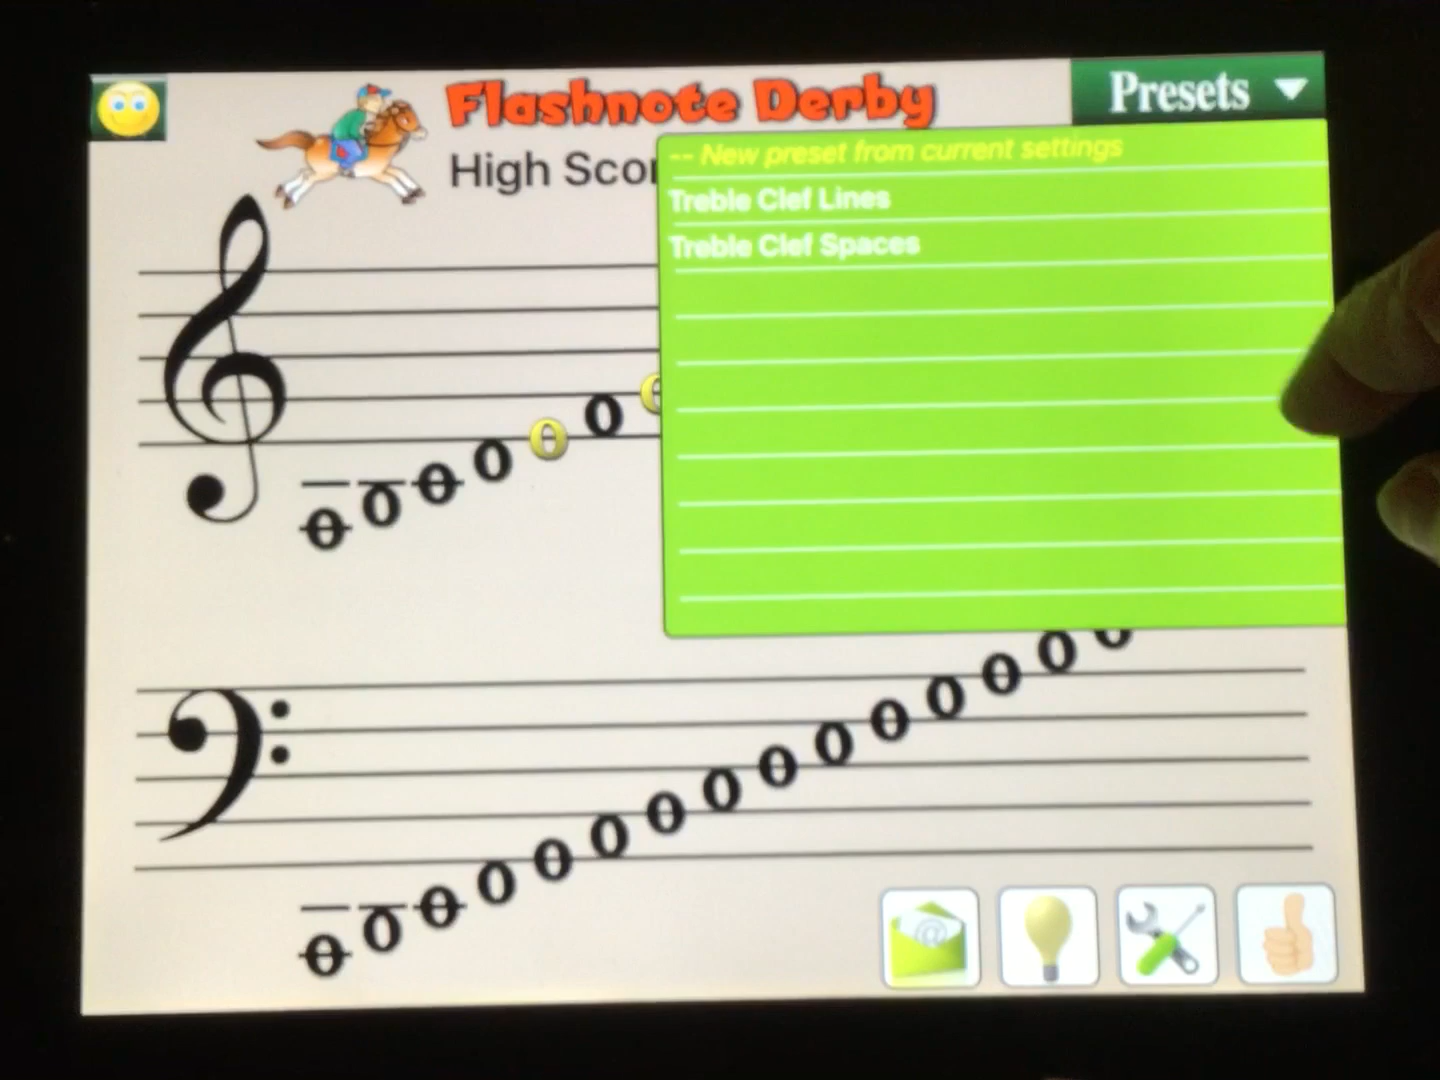 Flashnote Derby
Presets
High Scor
-- New preset from current settings
Treble Clef Lines
Treble Clef Spaces
@